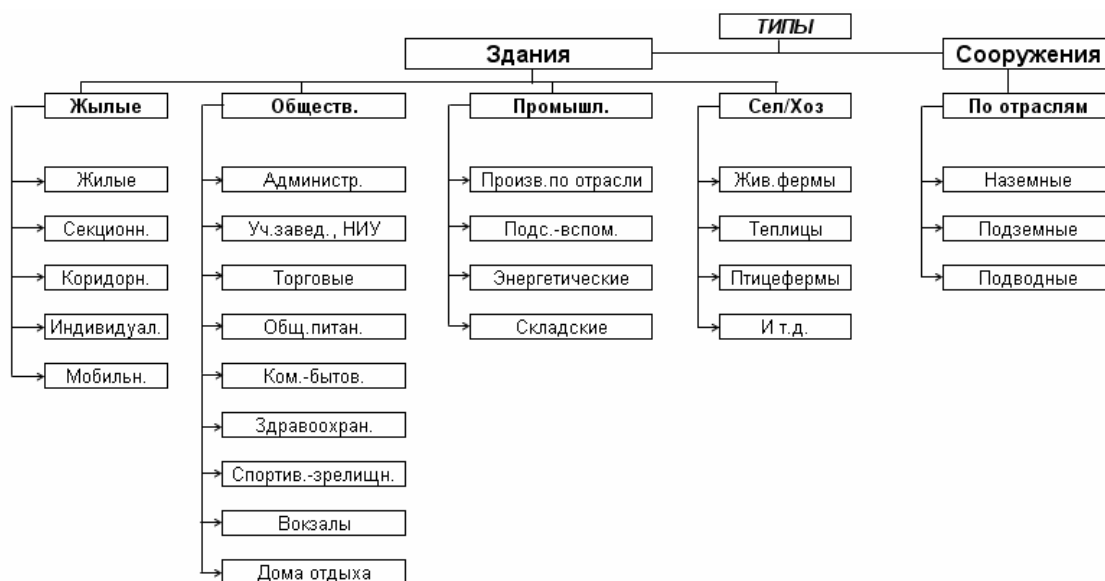 ТИПЫ
Здания
Сооружения
Жылые
Обществ.
Промышл.
Сел/Хоз
По отраслям
Жилые
Администр.
Произв.по отрасли
Жив.фермы
Наземные
Секционн.
Уч.завед., НИУ
Подс.-вспом.
Теплицы
Подземные
Коридорн.
Торговые
Энергетические
Птицефермы
Подводные
Индивидуал.
Общ.питан.
Складские
И т.д.
Мобильн.
Ком.-бытов.
Здравоохран.
Спортив.-зрелищн.
Вокзалы
Дома отдыха